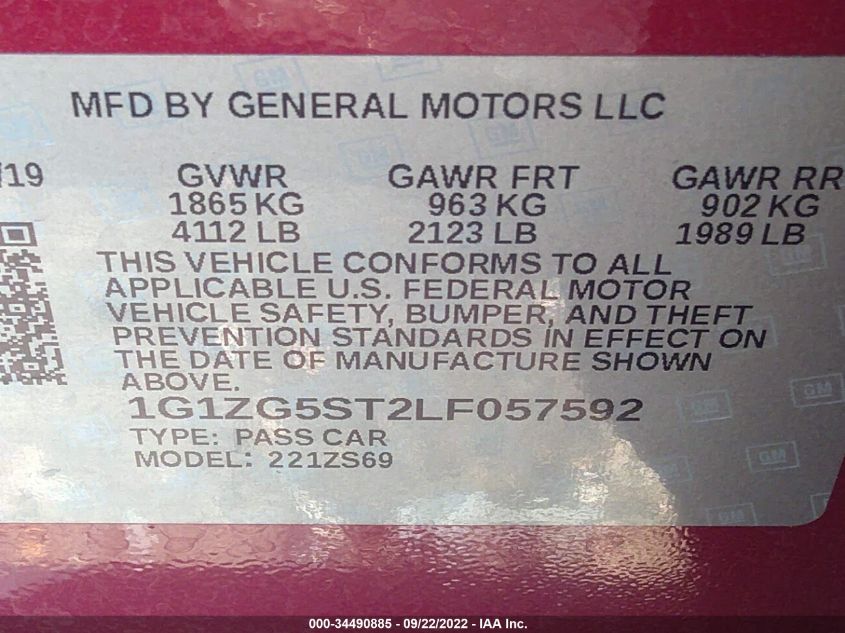 MFD BY GENERAL MOTORS LLC
/19 GVWR GAWR FRT GAWR RR
1865 KG 963 KG 902 KG
4112 LB 2123 LB 1989 LB
THIS VEHICLE CONFORMS TO ALL
APPLICABLE U.S. FEDERAL MOTOR
VEHICLE SAFETY, BUMPER, AND THEFT
PREVENTION STANDARDS IN EFFECT ON
THE DATE OF MANUFACTURE SHOWN
ABOVE.
1G1ZG5ST2LF057592
TYPE: PASS CAR
MODEL: 221ZS69
000-34490885 - 09/22/2022 - IAA Inc.